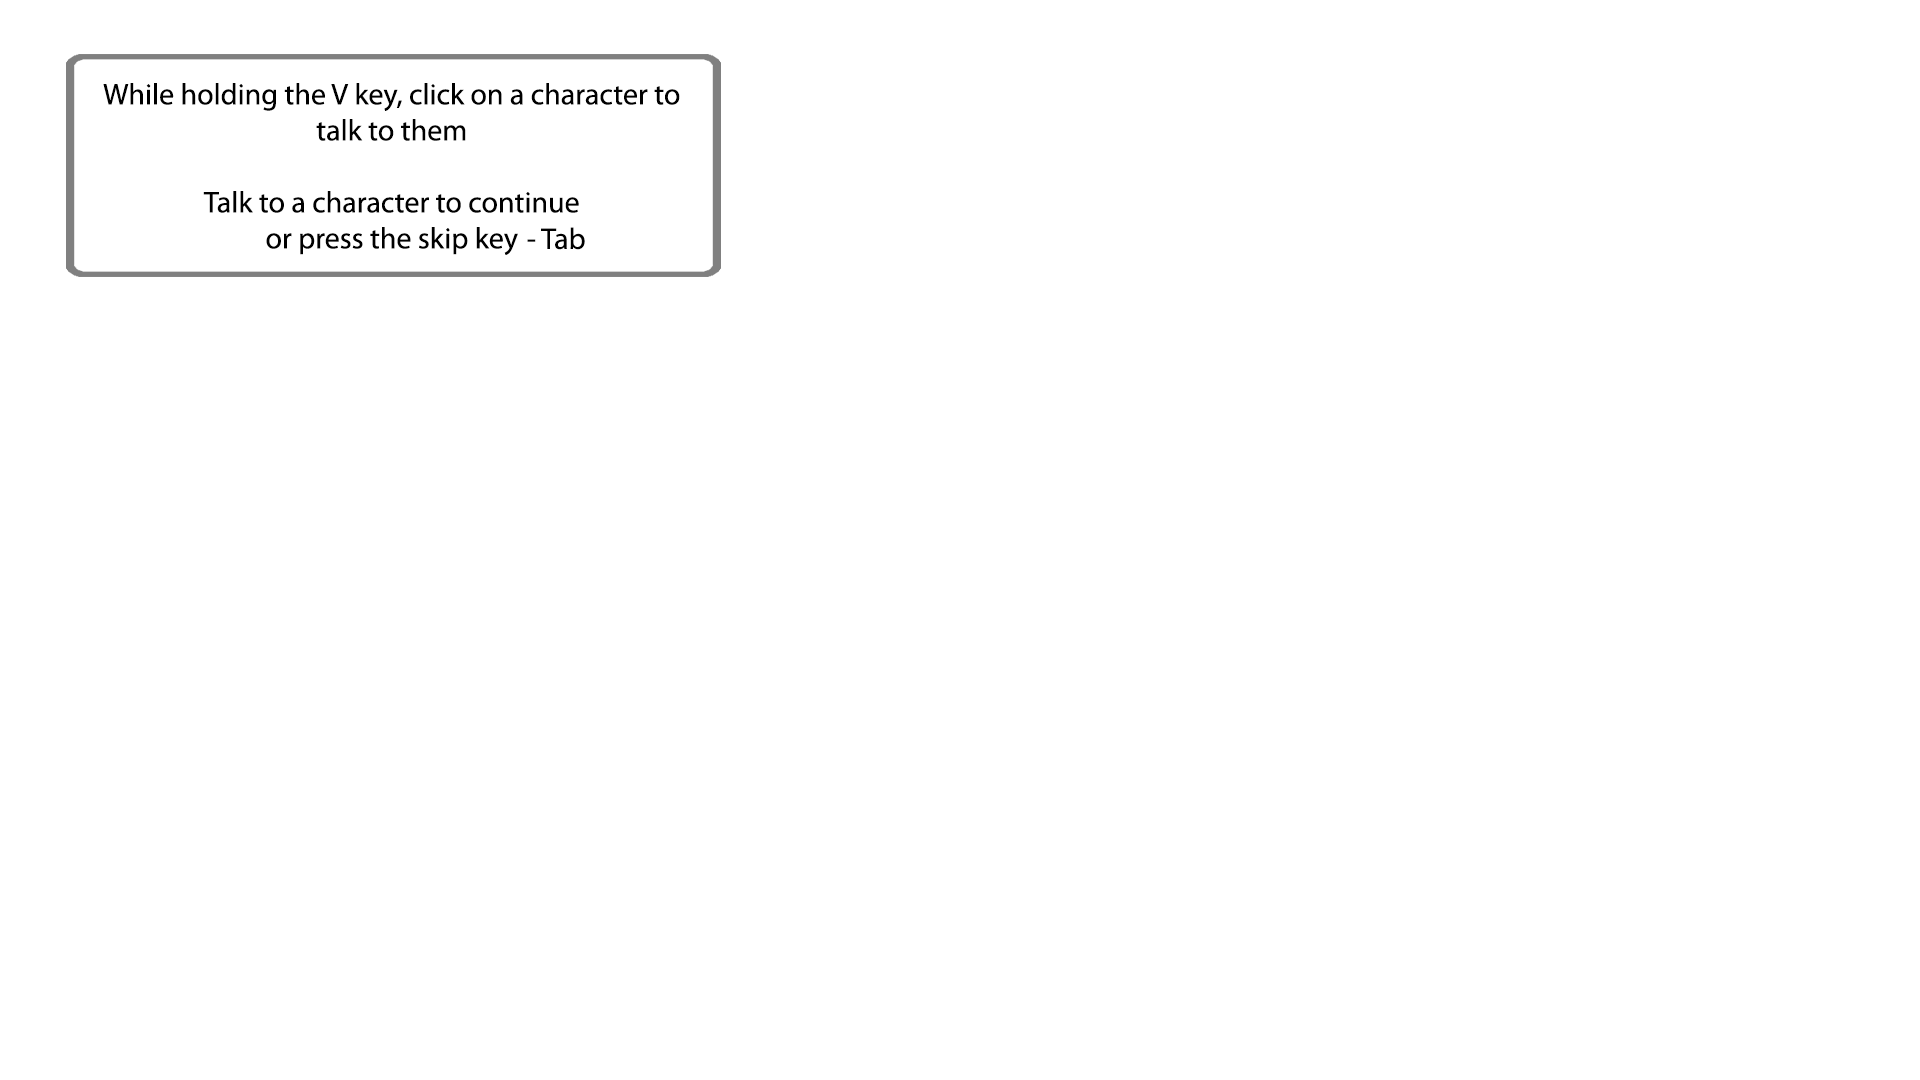 While holding the V key, click on a character to
talk to them
Talk to a character to continue
or press the skip key - Tab